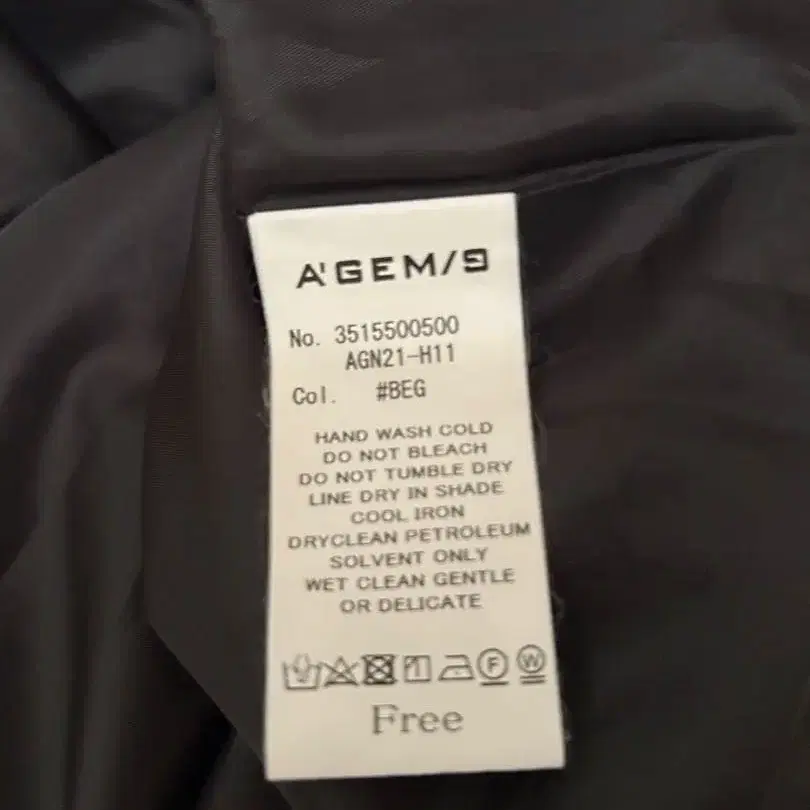 A'GEM/9
No. 3515500500
AGN21-H11
Col. #BEG
HAND WASH COLD
DO NOT BLEACH
DO NOT TUMBLE DRY
LINE DRY IN SHADE
COOL IRON
DRYCLEAN PETROLEUM
SOLVENT ONLY
WET CLEAN GENTLE
OR DELICATE
F W
Free